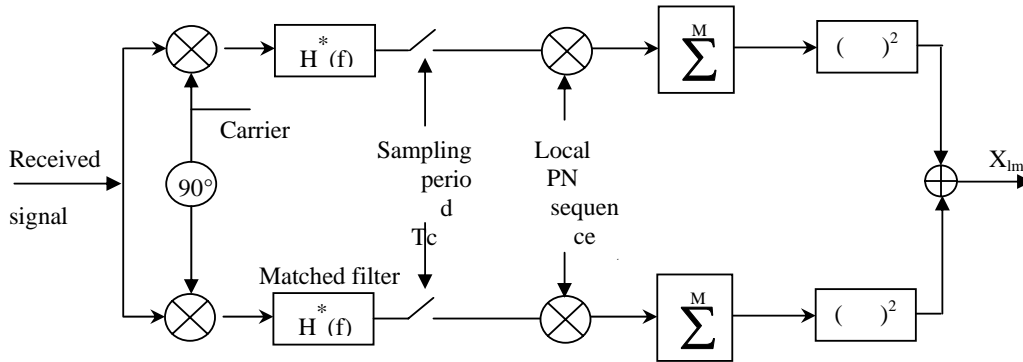 H*(f)
M
∑
(    )²
Carrier
Received
signal
90°
Sampling
perio
d
Tc
Local
PN
sequen
ce
X_lm
Matched filter
H*(f)
M
∑
(    )²